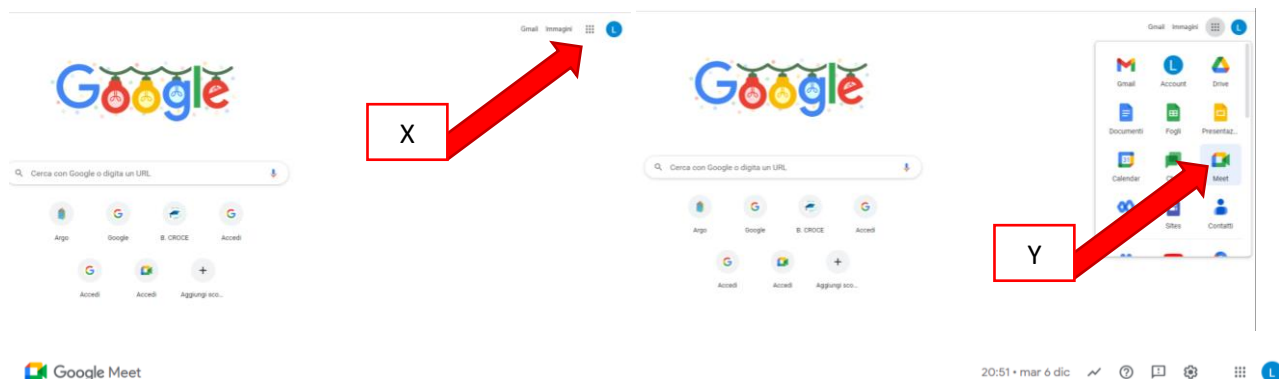 Gmail Immagini L
Google
X
Cerca con Google o digita un URL
Argo Google B. CROCE Accedi
Accedi Accedi Aggiungi sco...
Gmail Immagini L
Google
Gmail Account Drive
Documenti Fogli Presentaz...
Calendar Meet
Sites Contatti
Cerca con Google o digita un URL
Argo Google B. CROCE Accedi
Accedi Accedi Aggiungi sco...
Y
Google Meet
20:51 • mar 6 dic L